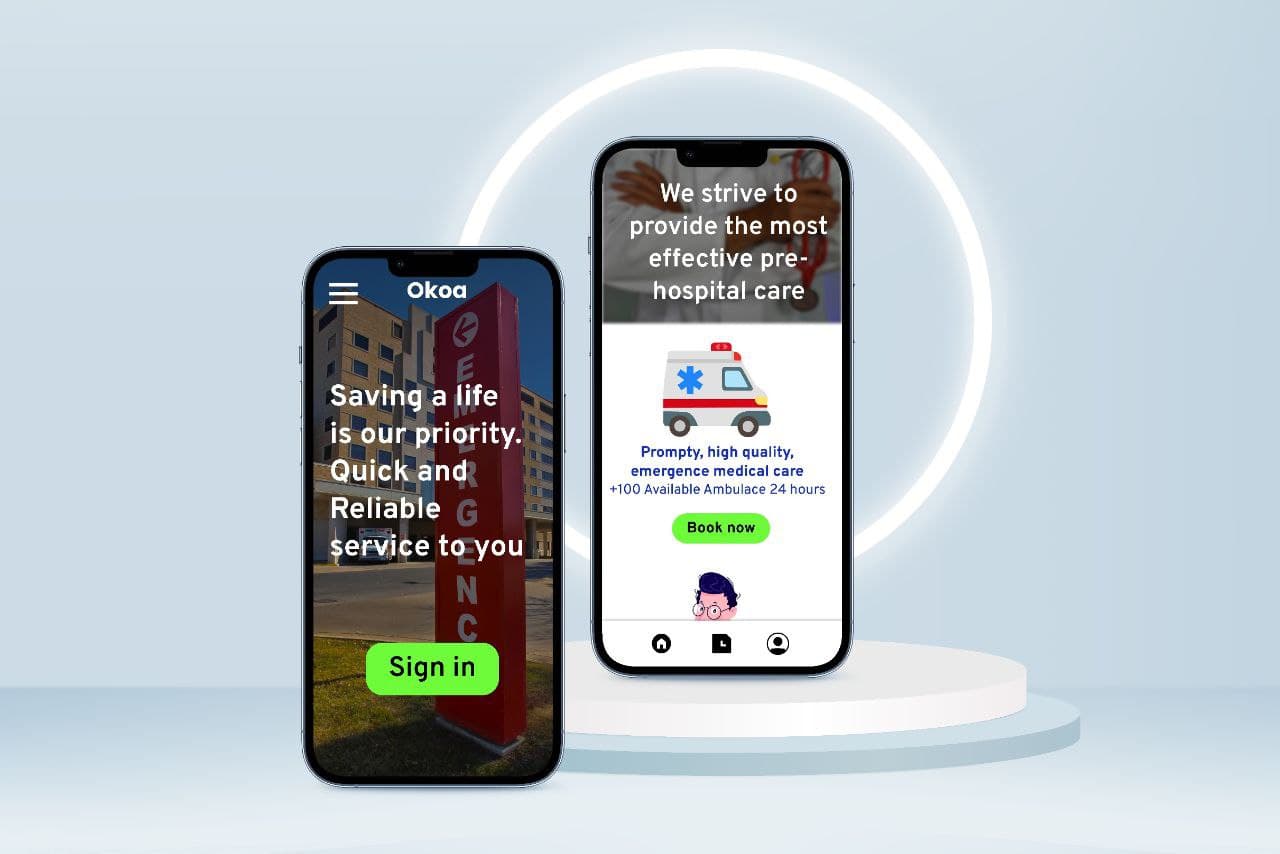 Okoa
EMERGENC
Saving a life
is our priority.
Quick and
Reliable
service to you
Sign in
We strive to
provide the most
effective pre-
hospital care
Prompty, high quality,
emergence medical care
+100 Available Ambulace 24 hours
Book now